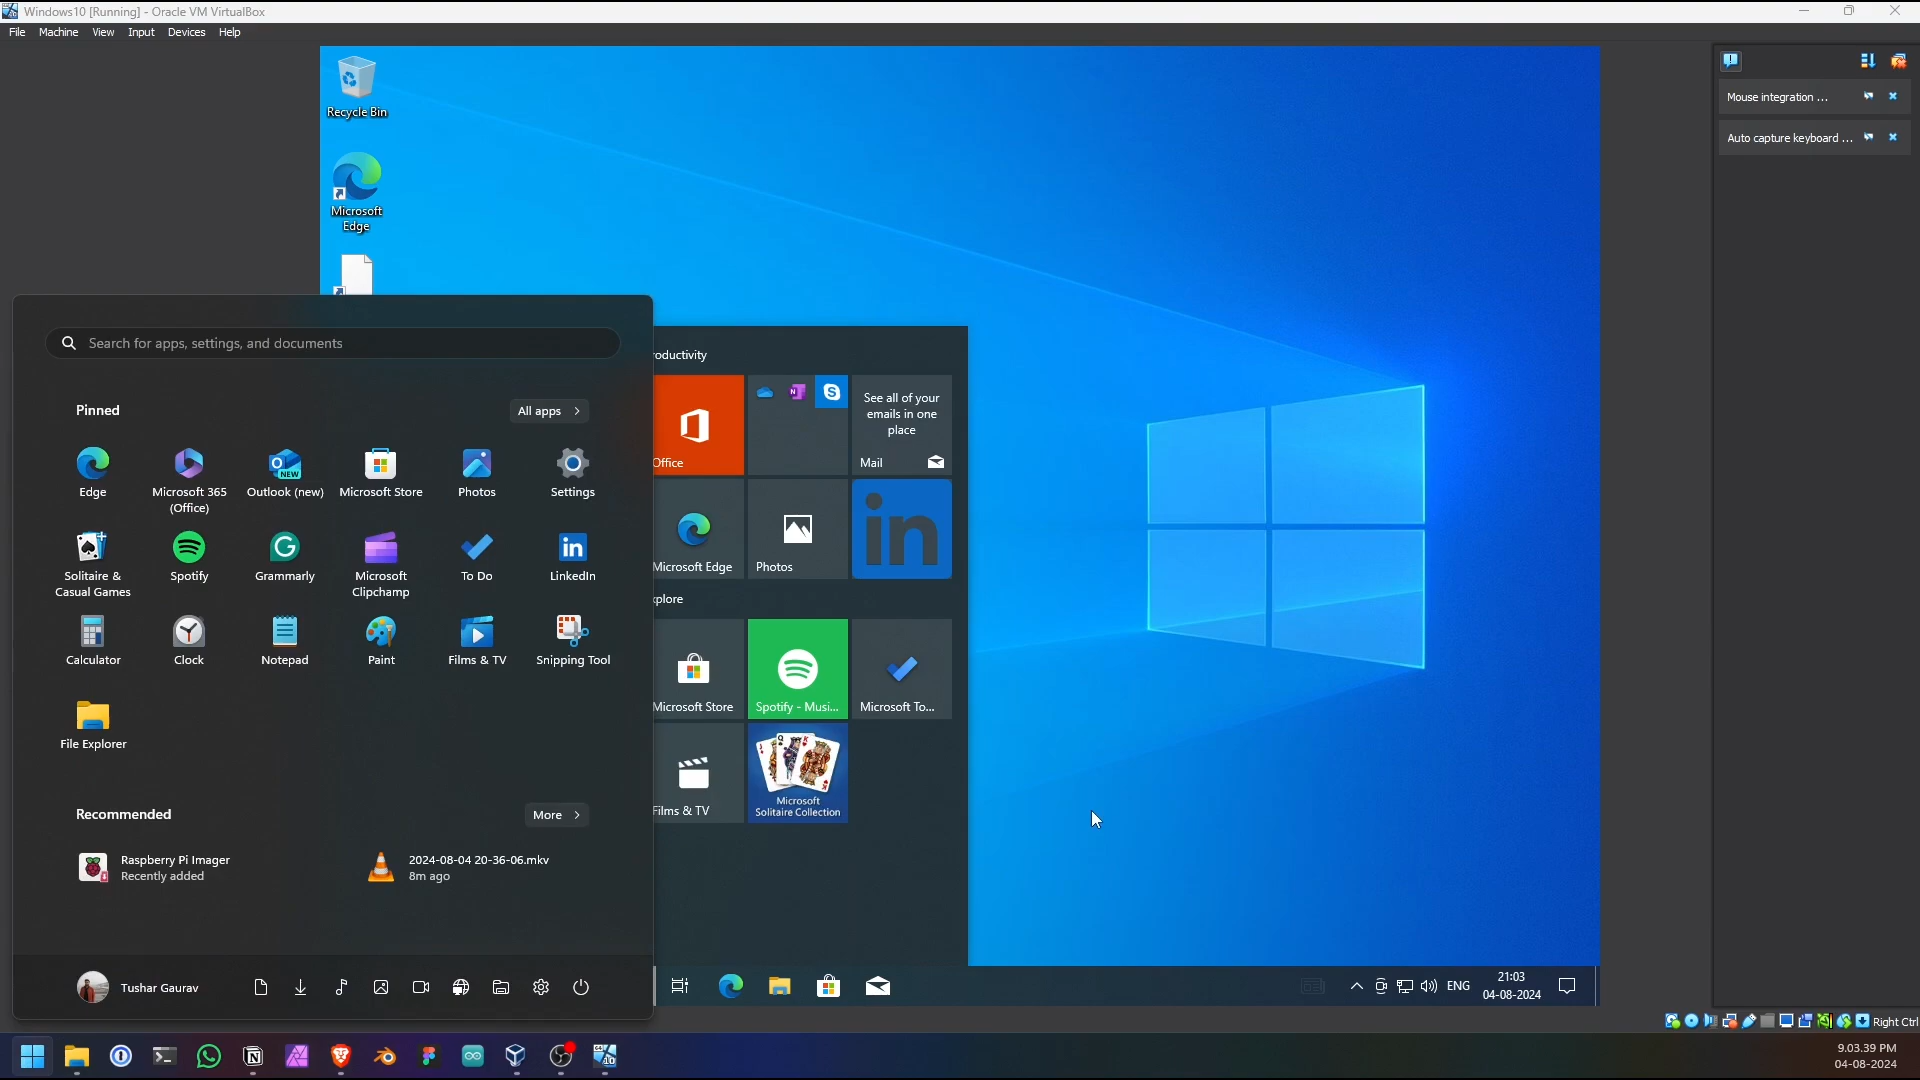 Windows10 [Running] - Oracle VM VirtualBox
File Machine View Input Devices Help
Recycle Bin
Microsoft
Edge
Mouse integration ...
Auto capture keyboard ...
Search for apps, settings, and documents
Pinned
All apps
Edge
Microsoft 365
(Office)
Outlook (new)
NEW
Microsoft Store
Photos
Settings
Solitaire &
Casual Games
Spotify
Grammarly
Microsoft
Clipchamp
To Do
LinkedIn
in
Calculator
Clock
Notepad
Paint
Films & TV
Snipping Tool
File Explorer
Recommended
More
Raspberry Pi Imager
Recently added
2024-08-04 20-36-06.mkv
8m ago
Tushar Gaurav
oductivity
Office
See all of your
emails in one
place
Mail
Microsoft Edge
Photos
in
xplore
Microsoft Store
Spotify - Musi...
Microsoft To...
Films & TV
Microsoft
Solitaire Collection
ENG
21:03
04-08-2024
Right Ctrl
9.03.39 PM
04-08-2024